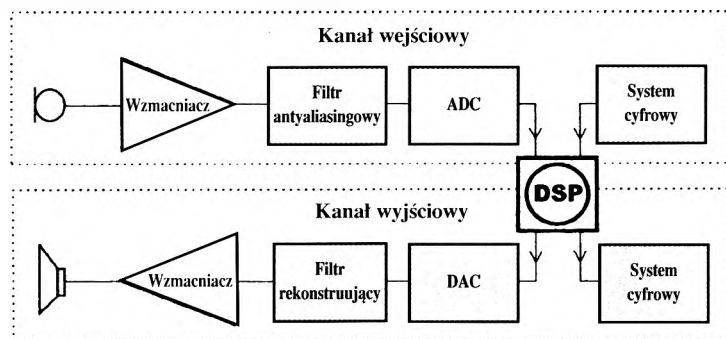 Kanał wejściowy
Wzmacniacz
Filtr
antyaliasingowy
ADC
System
cyfrowy
DSP
Kanał wyjściowy
Wzmacniacz
Filtr
rekonstruujący
DAC
System
cyfrowy